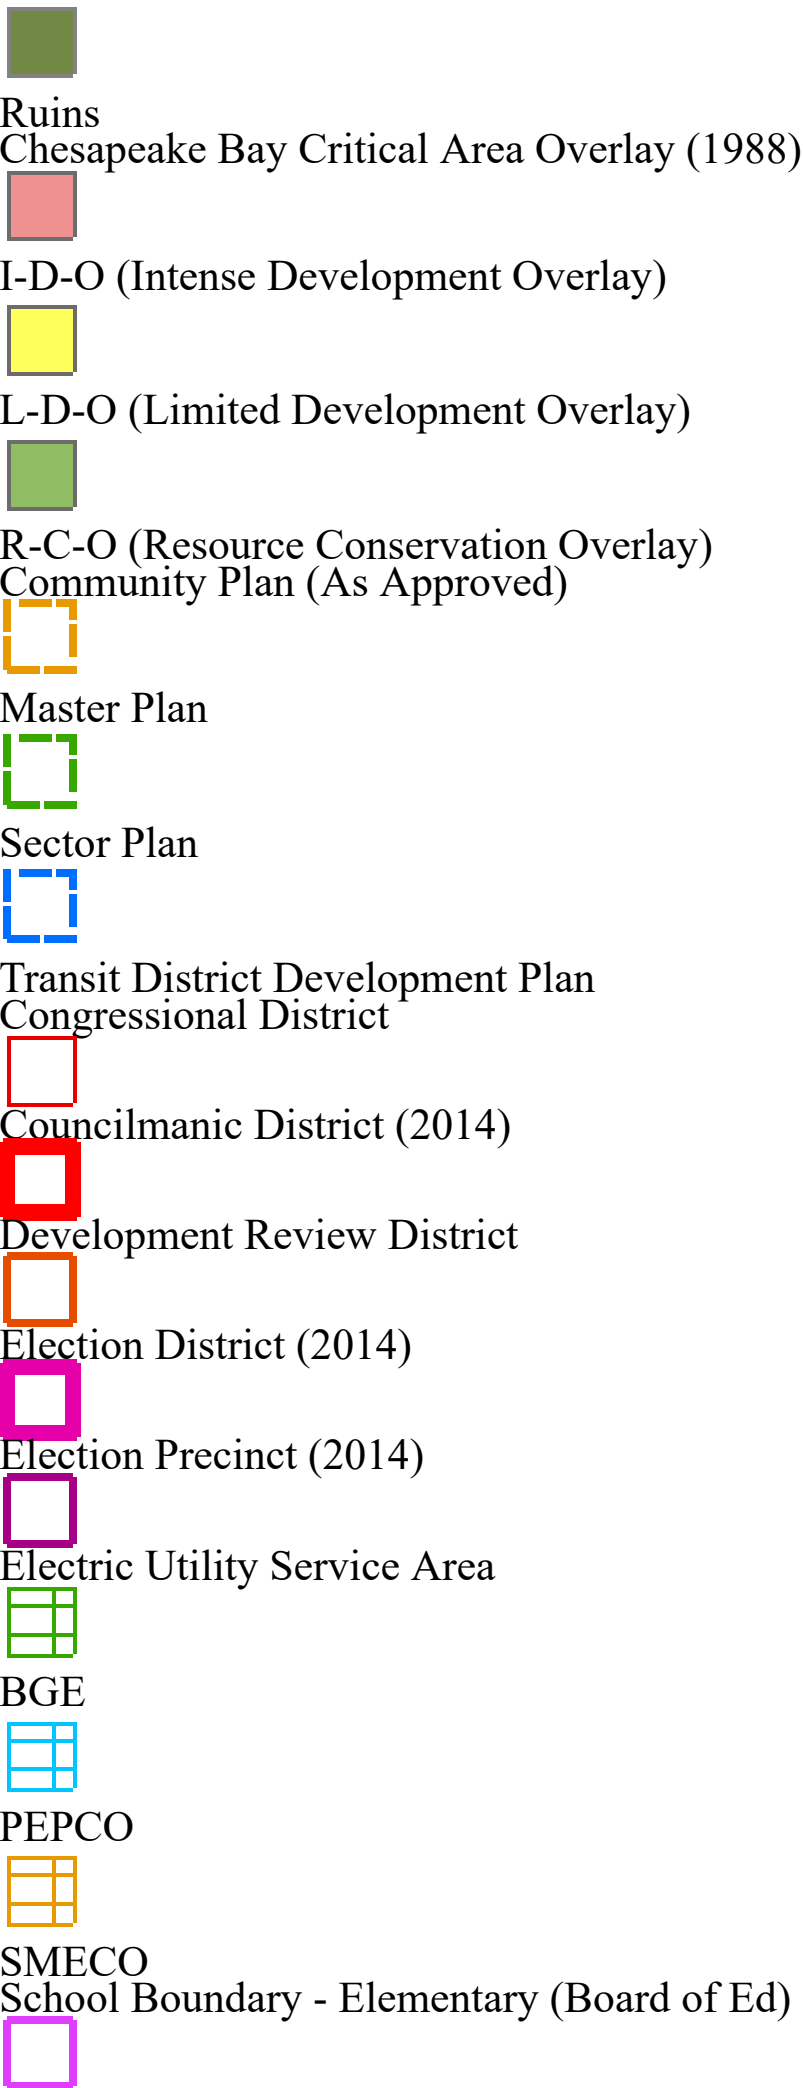 Ruins
Chesapeake Bay Critical Area Overlay (1988)
I-D-O (Intense Development Overlay)
L-D-O (Limited Development Overlay)
R-C-O (Resource Conservation Overlay)
Community Plan (As Approved)
Master Plan
Sector Plan
Transit District Development Plan
Congressional District
Councilmanic District (2014)
Development Review District
Election District (2014)
Election Precinct (2014)
Electric Utility Service Area
BGE
PEPCO
SMECO
School Boundary - Elementary (Board of Ed)